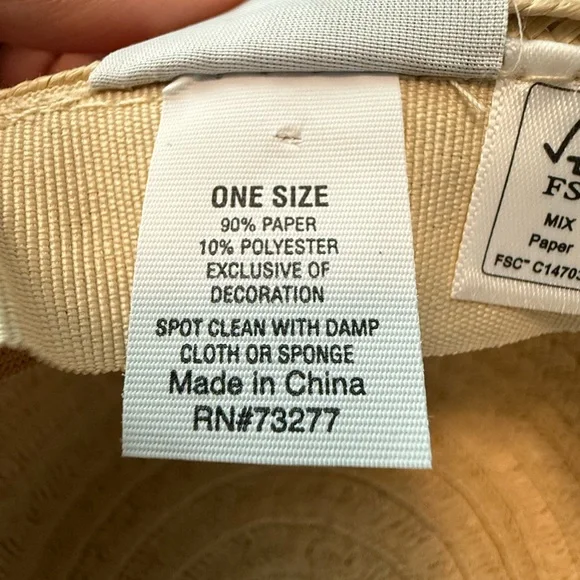 ONE SIZE
90% PAPER
10% POLYESTER
EXCLUSIVE OF
DECORATION
SPOT CLEAN WITH DAMP
CLOTH OR SPONGE
Made in China
RN#73277
MIX
Paper
FSC™